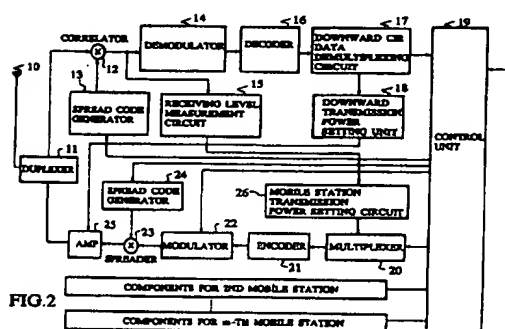 14
16
17
19
CORRELATOR
DEMODULATOR
DECODER
DOWNWARD CIR
DATA
DEMULTIPLEXING
CIRCUIT
10
12
13
15
18
SPREAD CODE
GENERATOR
RECEIVING LEVEL
MEASUREMENT
CIRCUIT
DOWNWARD
TRANSMISSION
POWER
SETTING UNIT
CONTROL
UNIT
11
DUPLEXER
24
SPREAD CODE
GENERATOR
26
MOBILE STATION
TRANSMISSION
POWER SETTING CIRCUIT
25
23
22
AMP
MODULATOR
ENCODER
MULTIPLEXER
SPREADER
21
20
COMPONENTS FOR 2ND MOBILE STATION
FIG.2
COMPONENTS FOR m-TH MOBILE STATION